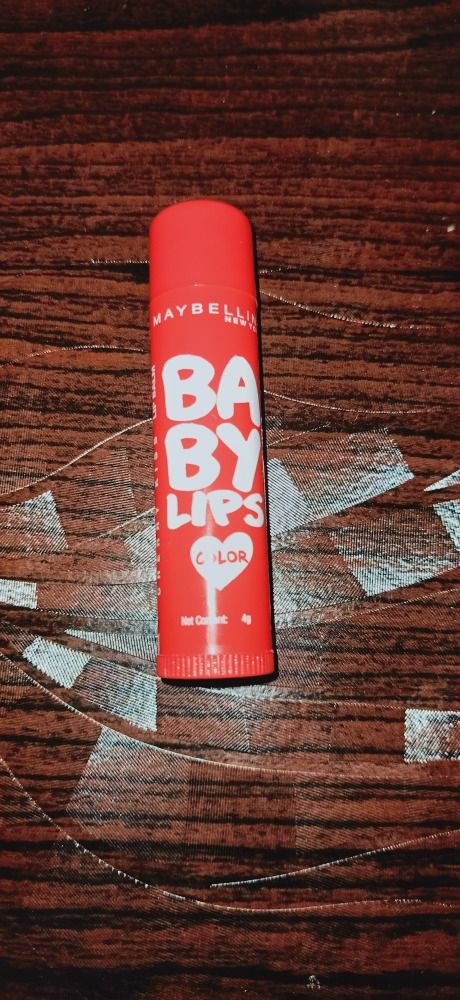 MAYBELLIN
NEW YO
BA
BY
LIPS
COLOR
Net Content: 4g